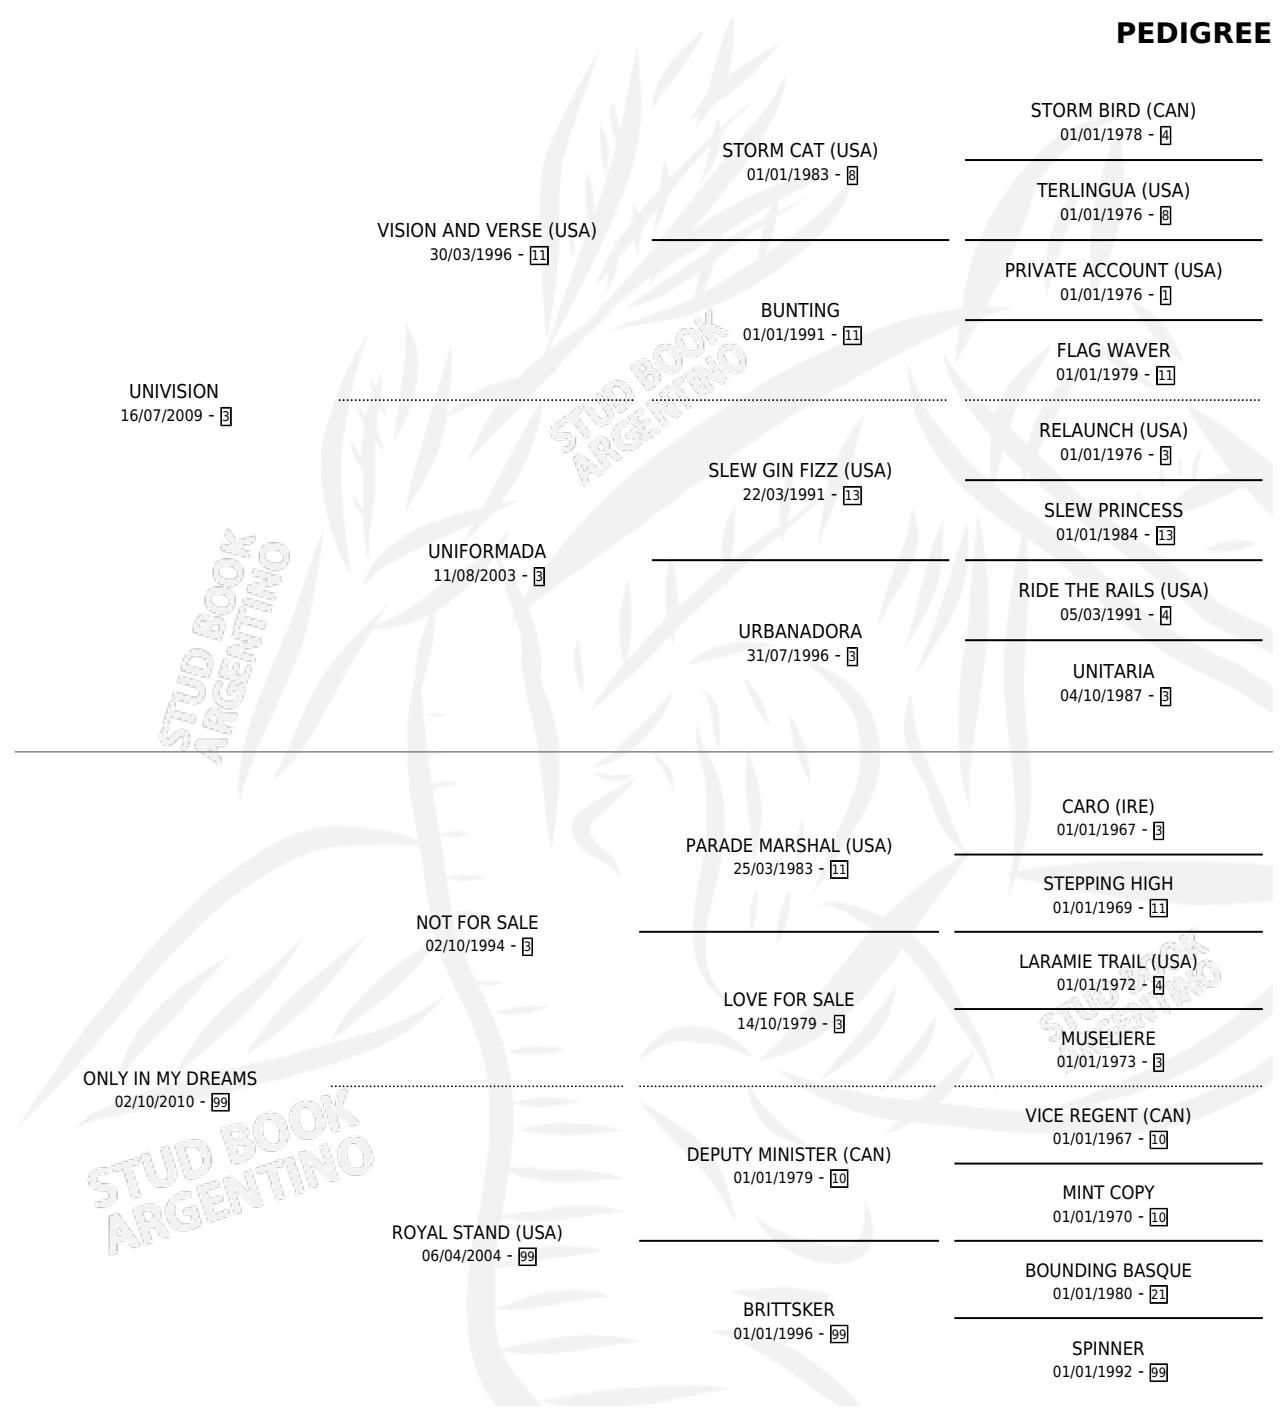 PEDIGREE
STORM BIRD (CAN)
01/01/1978 - 4
STORM CAT (USA)
01/01/1983 - 8
TERLINGUA (USA)
01/01/1976 - 8
VISION AND VERSE (USA)
30/03/1996 - 11
PRIVATE ACCOUNT (USA)
01/01/1976 - 1
BUNTING
01/01/1991 - 11
FLAG WAVER
01/01/1979 - 11
UNIVISION
16/07/2009 - 3
STUD BOOK
ARGENTINO
RELAUNCH (USA)
01/01/1976 - 3
SLEW GIN FIZZ (USA)
22/03/1991 - 13
SLEW PRINCESS
01/01/1984 - 13
UNIFORMADA
11/08/2003 - 3
RIDE THE RAILS (USA)
05/03/1991 - 4
URBANADORA
31/07/1996 - 3
UNITARIA
04/10/1987 - 3
STUD BOOK
ARGENTINO
CARO (IRE)
01/01/1967 - 3
PARADE MARSHAL (USA)
25/03/1983 - 11
STEPPING HIGH
01/01/1969 - 11
NOT FOR SALE
02/10/1994 - 3
LARAMIE TRAIL (USA)
01/01/1972 - 4
LOVE FOR SALE
14/10/1979 - 3
MUSELIERE
01/01/1973 - 3
STUD BOOK
ARGENTINO
ONLY IN MY DREAMS
02/10/2010 - 99
VICE REGENT (CAN)
01/01/1967 - 10
DEPUTY MINISTER (CAN)
01/01/1979 - 10
MINT COPY
01/01/1970 - 10
STUD BOOK
ARGENTINO
ROYAL STAND (USA)
06/04/2004 - 99
BOUNDING BASQUE
01/01/1980 - 21
BRITTSKER
01/01/1996 - 99
SPINNER
01/01/1992 - 99